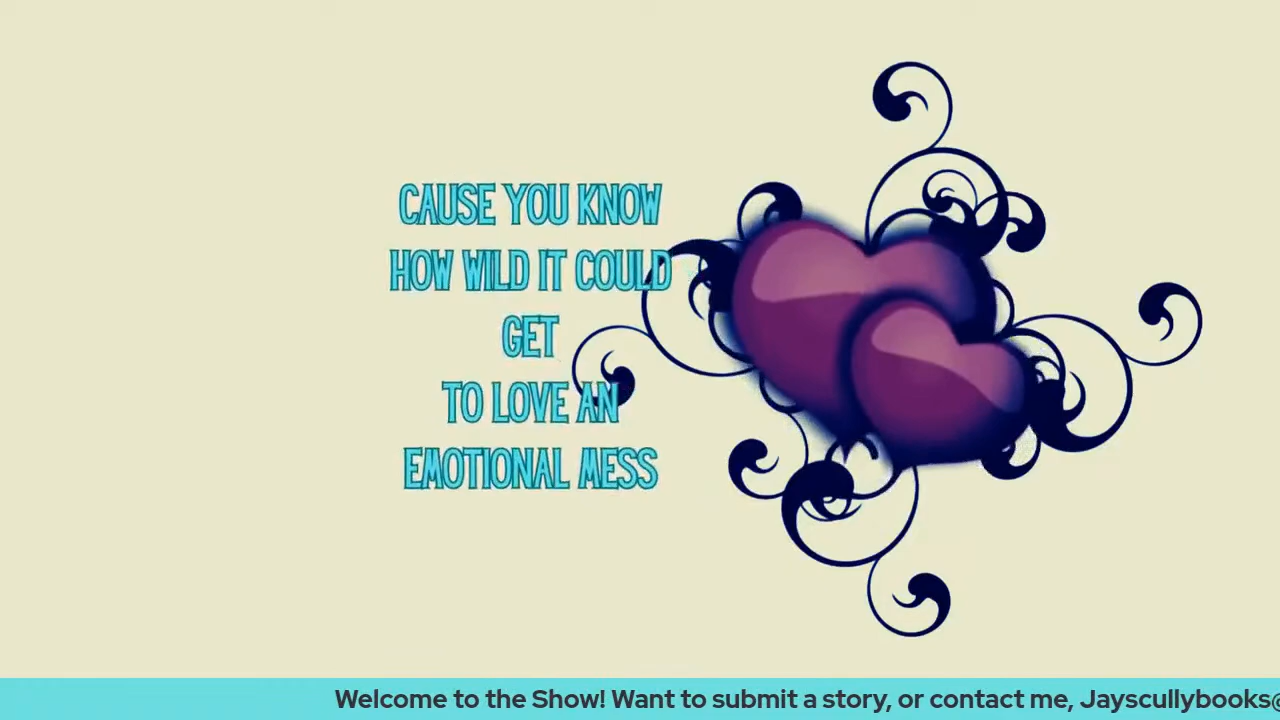 CAUSE YOU KNOW
HOW WILD IT COULD
GET
TO LOVE AN
EMOTIONAL MESS
Welcome to the Show! Want to submit a story, or contact me, Jayscullybooks@